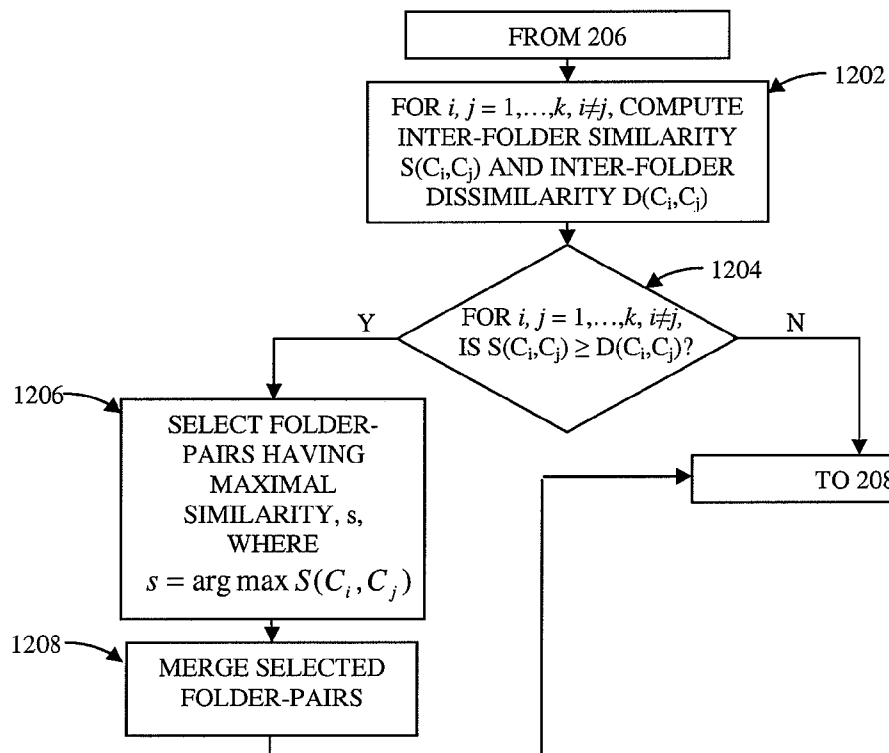 FROM 206
1202
FOR i, j = 1,…,k, i≠j, COMPUTE
INTER-FOLDER SIMILARITY
S(Cᵢ,Cⱼ) AND INTER-FOLDER
DISSIMILARITY D(Cᵢ,Cⱼ)
1204
FOR i, j = 1,…,k, i≠j,
IS S(Cᵢ,Cⱼ) ≥ D(Cᵢ,Cⱼ)?
Y
N
1206
SELECT FOLDER-
PAIRS HAVING
MAXIMAL
SIMILARITY, s,
WHERE
s = arg max S(Cᵢ, Cⱼ)
TO 208
1208
MERGE SELECTED
FOLDER-PAIRS